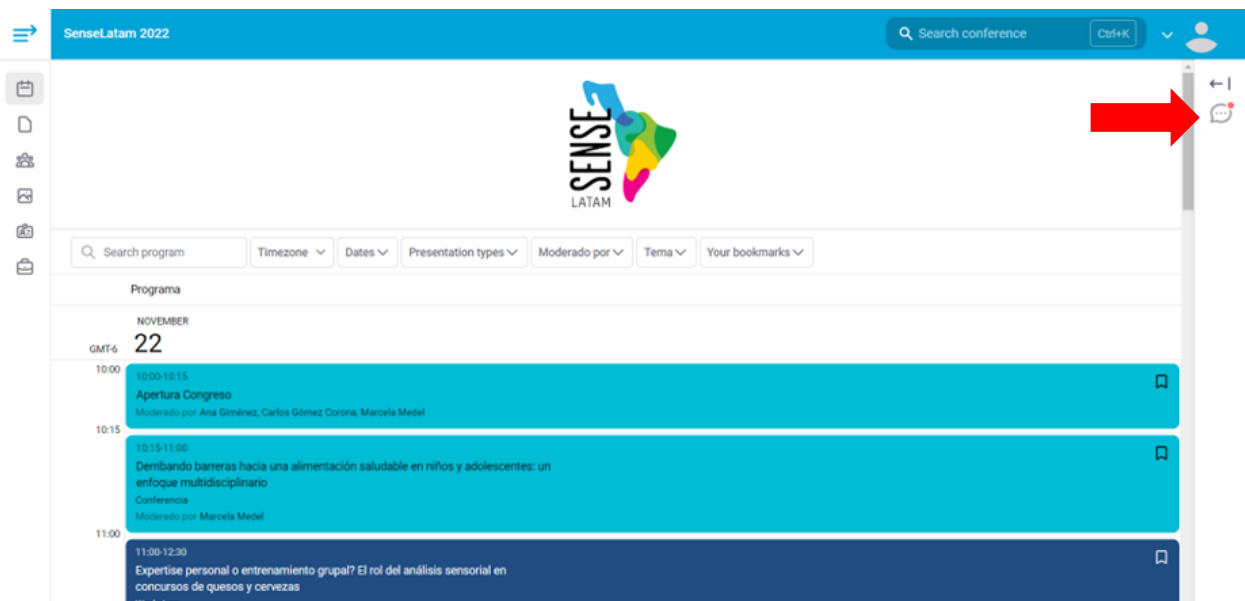 SenseLatam 2022
Search conference
Ctrl+K
SENSE
LATAM
Search program
Timezone
Dates
Presentation types
Moderado por
Tema
Your bookmarks
Programa
NOVEMBER
GMT-6
22
10:00
10:00-10:15
Apertura Congreso
Moderado por Ana Giménez, Carlos Gómez Corona, Marcela Medel
10:15
10:15-11:00
Derribando barreras hacia una alimentación saludable en niños y adolescentes: un
enfoque multidisciplinario
Conferencia
Moderado por Marcela Medel
11:00
11:00-12:30
Expertise personal o entrenamiento grupal? El rol del análisis sensorial en
concursos de quesos y cervezas